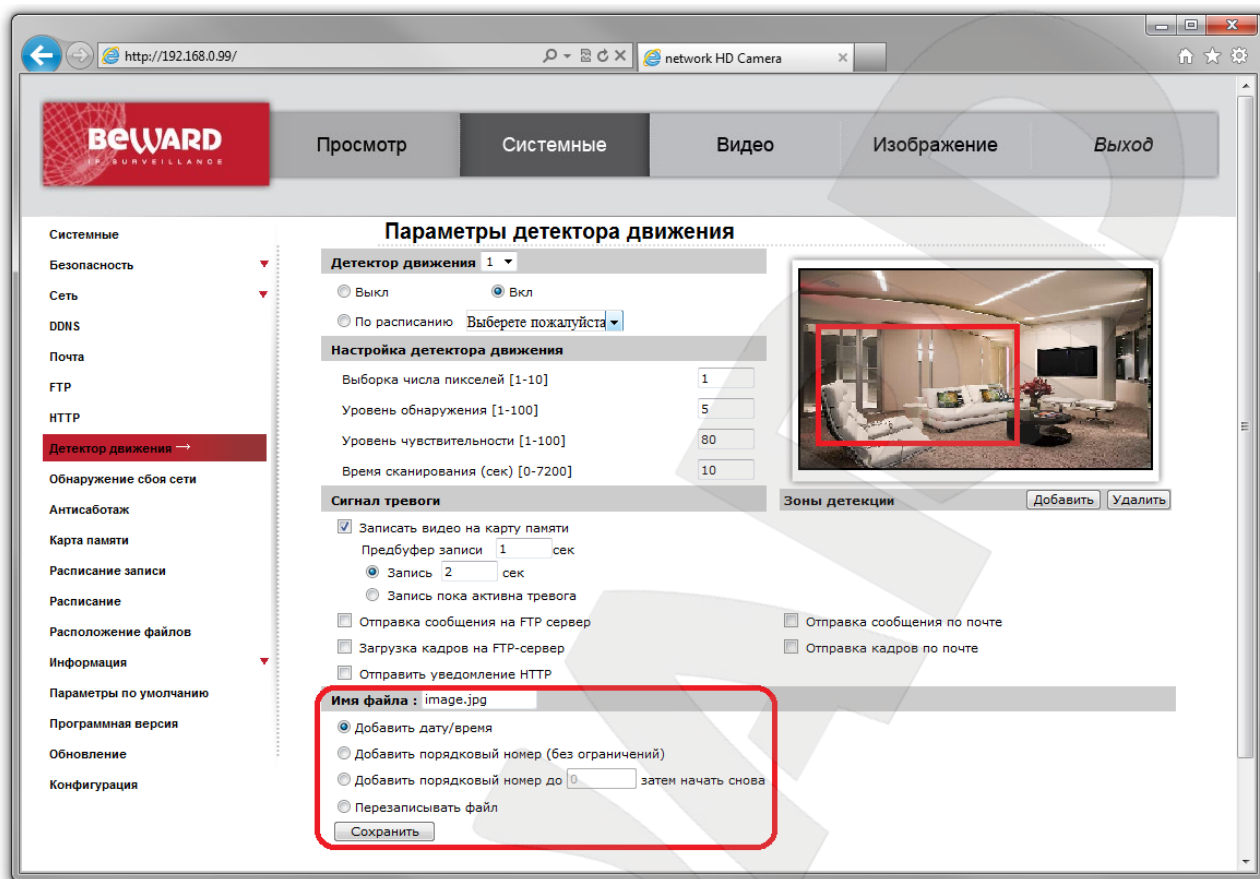 http://192.168.0.99/
network HD Camera
BEWARD
IP SURVEILLANCE
Просмотр
Системные
Видео
Изображение
Выход
Системные
Безопасность
Сеть
DDNS
Почта
FTP
HTTP
Детектор движения →
Обнаружение сбоя сети
Антисаботаж
Карта памяти
Расписание записи
Расписание
Расположение файлов
Информация
Параметры по умолчанию
Программная версия
Обновление
Конфигурация
Параметры детектора движения
Детектор движения 1
Выкл Вкл
По расписанию Выберете пожалуйста
Настройка детектора движения
Выборка числа пикселей [1-10] 1
Уровень обнаружения [1-100] 5
Уровень чувствительности [1-100] 80
Время сканирования (сек) [0-7200] 10
Сигнал тревоги
Зоны детекции Добавить Удалить
Записать видео на карту памяти
Предбуфер записи 1 сек
Запись 2 сек
Запись пока активна тревога
Отправка сообщения на FTP сервер
Отправка сообщения по почте
Загрузка кадров на FTP-сервер
Отправка кадров по почте
Отправить уведомление HTTP
Имя файла : image.jpg
Добавить дату/время
Добавить порядковый номер (без ограничений)
Добавить порядковый номер до 0 затем начать снова
Перезаписывать файл
Сохранить